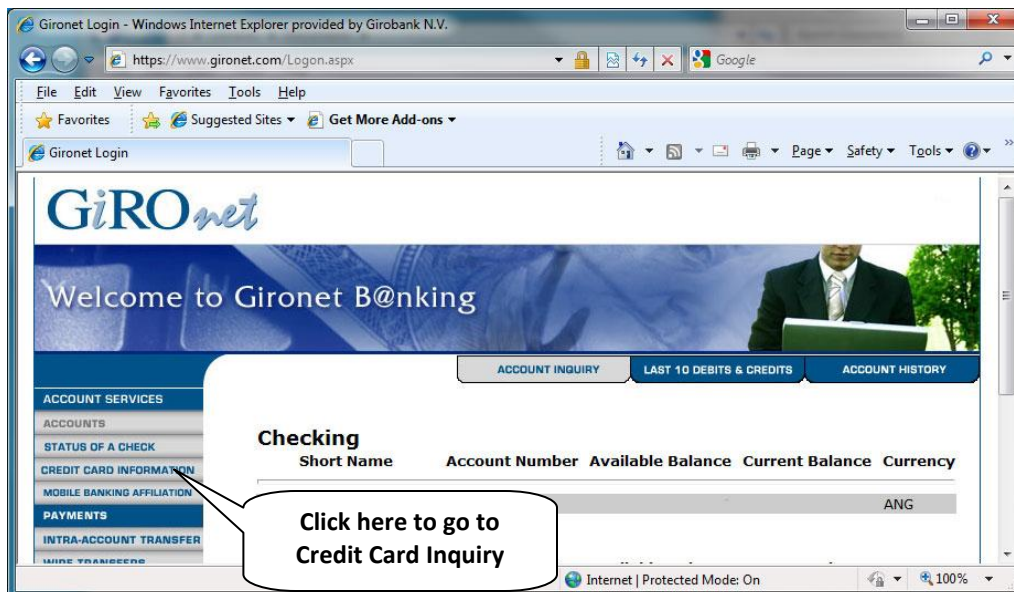 Gironet Login - Windows Internet Explorer provided by Girobank N.V.
https://www.gironet.com/Logon.aspx
Google
File Edit View Favorites Tools Help
Favorites Suggested Sites Get More Add-ons
Gironet Login
Page Safety Tools
GiROnet
Welcome to Gironet B@nking
ACCOUNT INQUIRY LAST 10 DEBITS & CREDITS ACCOUNT HISTORY
ACCOUNT SERVICES
ACCOUNTS
STATUS OF A CHECK
CREDIT CARD INFORMATION
MOBILE BANKING AFFILIATION
PAYMENTS
INTRA-ACCOUNT TRANSFER
WIRE TRANSFERS
Checking
Short Name Account Number Available Balance Current Balance Currency
ANG
Click here to go to
Credit Card Inquiry
Internet | Protected Mode: On 100%